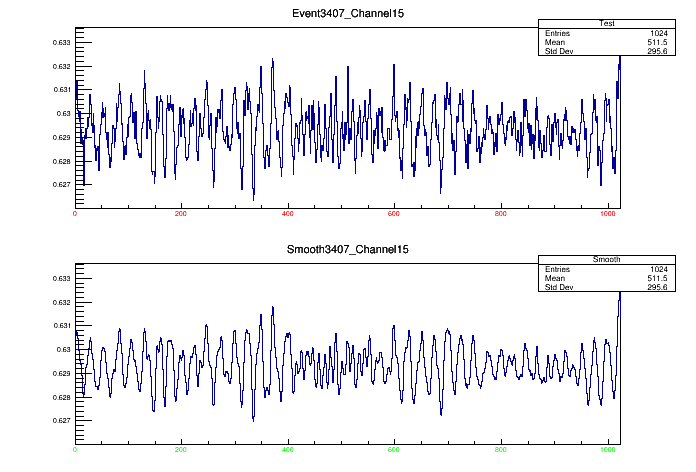 Event3407_Channel15
Test
Entries 1024
Mean 511.5
Std Dev 295.6
0.633
0.632
0.631
0.63
0.629
0.628
0.627
0 200 400 600 800 1000
Smooth3407_Channel15
Smooth
Entries 1024
Mean 511.5
Std Dev 295.6
0.633
0.632
0.631
0.63
0.629
0.628
0.627
0 200 400 600 800 1000